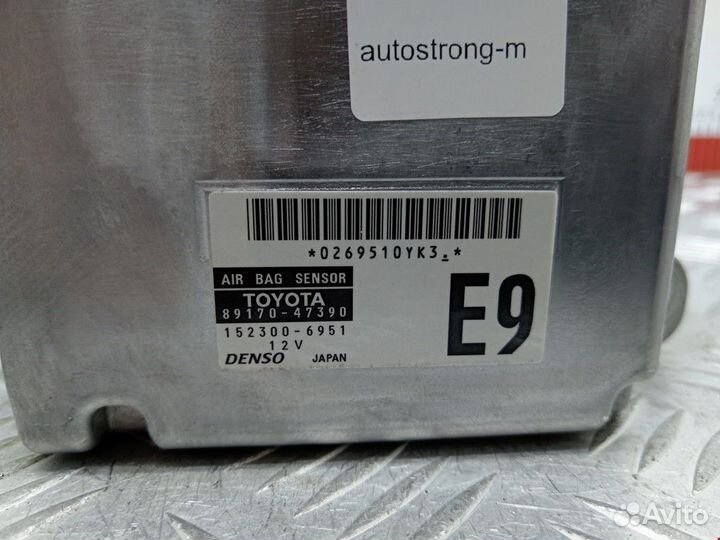 autostrong-m
*0269510YK3.*
AIR BAG SENSOR
TOYOTA
89170-47390
152300-6951
12V
DENSO JAPAN
E9
Avito